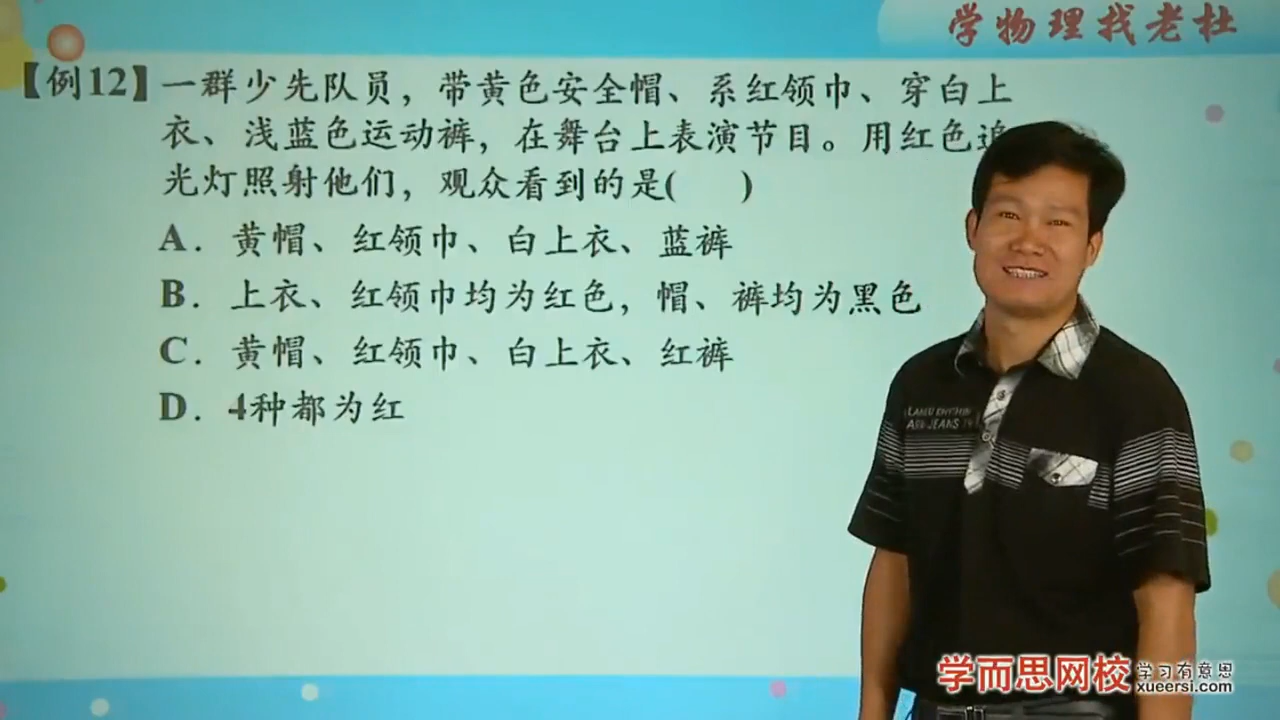 学物理找老杜
【例12】一群少先队员，带黄色安全帽、系红领巾、穿白上
衣、浅蓝色运动裤，在舞台上表演节目。用红色追
光灯照射他们，观众看到的是(    )
A. 黄帽、红领巾、白上衣、蓝裤
B. 上衣、红领巾均为红色，帽、裤均为黑色
C. 黄帽、红领巾、白上衣、红裤
D. 4种都为红
JEANS
学而思网校 学习有意思
xueersi.com